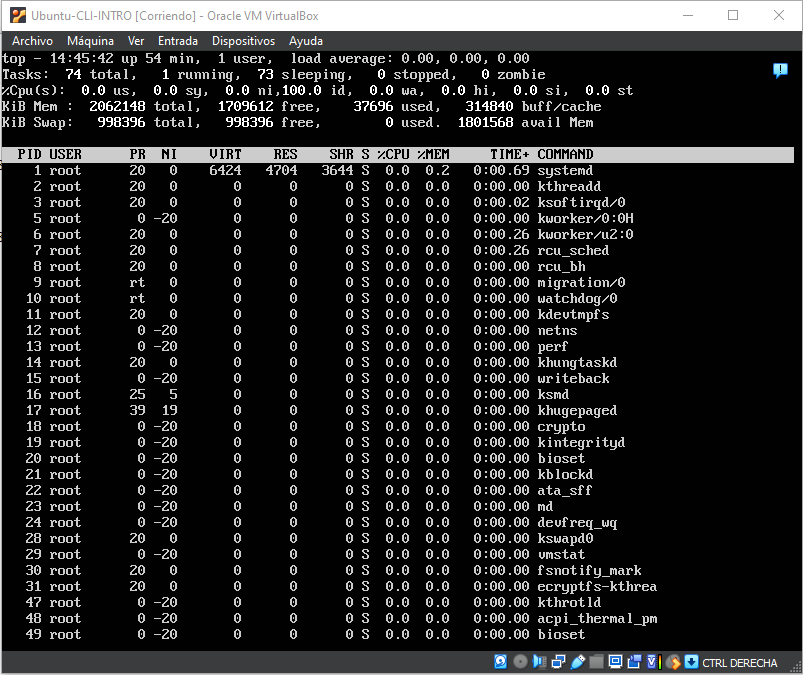 Ubuntu-CLI-INTRO [Corriendo] - Oracle VM VirtualBox
Archivo Máquina Ver Entrada Dispositivos Ayuda
top - 14:45:42 up 54 min,  1 user,  load average: 0.00, 0.00, 0.00
Tasks:  74 total,   1 running,  73 sleeping,   0 stopped,   0 zombie
%Cpu(s):  0.0 us,  0.0 sy,  0.0 ni,100.0 id,  0.0 wa,  0.0 hi,  0.0 si,  0.0 st
KiB Mem :  2062148 total,  1709612 free,    37696 used,   314840 buff/cache
KiB Swap:   998396 total,   998396 free,        0 used.  1801568 avail Mem
PID USER PR NI VIRT RES SHR S %CPU %MEM TIME+ COMMAND
1 root 20 0 6424 4704 3644 S 0.0 0.2 0:00.69 systemd
2 root 20 0 0 0 0 S 0.0 0.0 0:00.00 kthreadd
3 root 20 0 0 0 0 S 0.0 0.0 0:00.02 ksoftirqd/0
5 root 0 -20 0 0 0 S 0.0 0.0 0:00.00 kworker/0:0H
6 root 20 0 0 0 0 S 0.0 0.0 0:00.26 kworker/u2:0
7 root 20 0 0 0 0 S 0.0 0.0 0:00.26 rcu_sched
8 root 20 0 0 0 0 S 0.0 0.0 0:00.00 rcu_bh
9 root rt 0 0 0 0 S 0.0 0.0 0:00.00 migration/0
10 root rt 0 0 0 0 S 0.0 0.0 0:00.00 watchdog/0
11 root 20 0 0 0 0 S 0.0 0.0 0:00.00 kdevtmpfs
12 root 0 -20 0 0 0 S 0.0 0.0 0:00.00 netns
13 root 0 -20 0 0 0 S 0.0 0.0 0:00.00 perf
14 root 20 0 0 0 0 S 0.0 0.0 0:00.00 khungtaskd
15 root 0 -20 0 0 0 S 0.0 0.0 0:00.00 writeback
16 root 25 5 0 0 0 S 0.0 0.0 0:00.00 ksmd
17 root 39 19 0 0 0 S 0.0 0.0 0:00.00 khugepaged
18 root 0 -20 0 0 0 S 0.0 0.0 0:00.00 crypto
19 root 0 -20 0 0 0 S 0.0 0.0 0:00.00 kintegrityd
20 root 0 -20 0 0 0 S 0.0 0.0 0:00.00 bioset
21 root 0 -20 0 0 0 S 0.0 0.0 0:00.00 kblockd
22 root 0 -20 0 0 0 S 0.0 0.0 0:00.00 ata_sff
23 root 0 -20 0 0 0 S 0.0 0.0 0:00.00 md
24 root 0 -20 0 0 0 S 0.0 0.0 0:00.00 devfreq_wq
28 root 20 0 0 0 0 S 0.0 0.0 0:00.00 kswapd0
29 root 0 -20 0 0 0 S 0.0 0.0 0:00.00 vmstat
30 root 20 0 0 0 0 S 0.0 0.0 0:00.00 fsnotify_mark
31 root 20 0 0 0 0 S 0.0 0.0 0:00.00 ecryptfs-kthrea
47 root 0 -20 0 0 0 S 0.0 0.0 0:00.00 kthrotld
48 root 0 -20 0 0 0 S 0.0 0.0 0:00.00 acpi_thermal_pm
49 root 0 -20 0 0 0 S 0.0 0.0 0:00.00 bioset
CTRL DERECHA